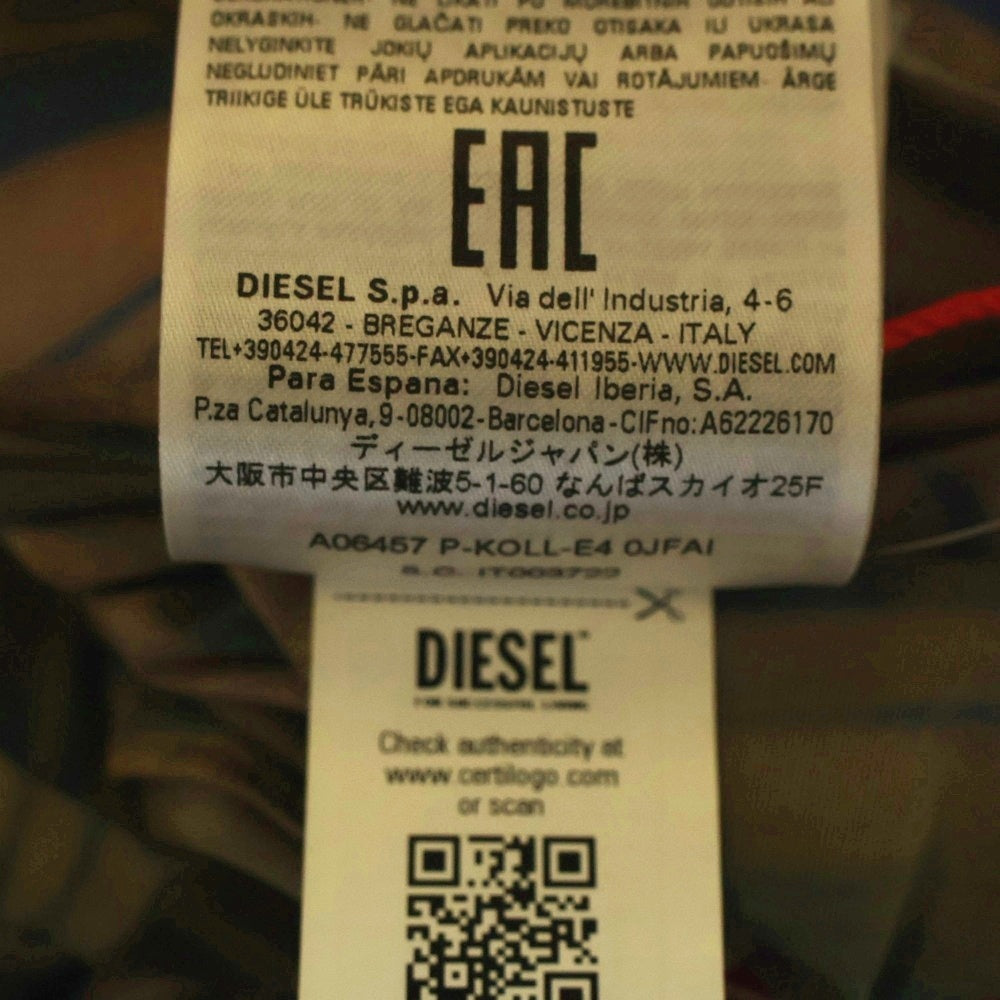 OKRASKIH· NE GLAČATI PREKO OTISAKA ILI UKRASA
NELYGINKITE JOKIŲ APLIKACIJŲ ARBA PAPUOŠIMŲ
NEGLUDINIET PĀRI APDRUKĀM VAI ROTĀJUMIEM· ÄRGE
TRIIKIGE ÜLE TRÜKISTE EGA KAUNISTUSTE
EAC
DIESEL S.p.a. Via dell' Industria, 4-6
36042 - BREGANZE - VICENZA - ITALY
TEL+390424-477555-FAX+390424-411955-WWW.DIESEL.COM
Para Espana: Diesel Iberia, S.A.
P.za Catalunya,9-08002-Barcelona-CIFno:A62226170
ディーゼルジャパン(株)
大阪市中央区難波5-1-60 なんばスカイオ25F
www.diesel.co.jp
A06457 P-KOLL-E4 0JFAI
S.O. IT003722
DIESEL™
FOR SUCCESSFUL LIVING
Check authenticity at
www.certilogo.com
or scan